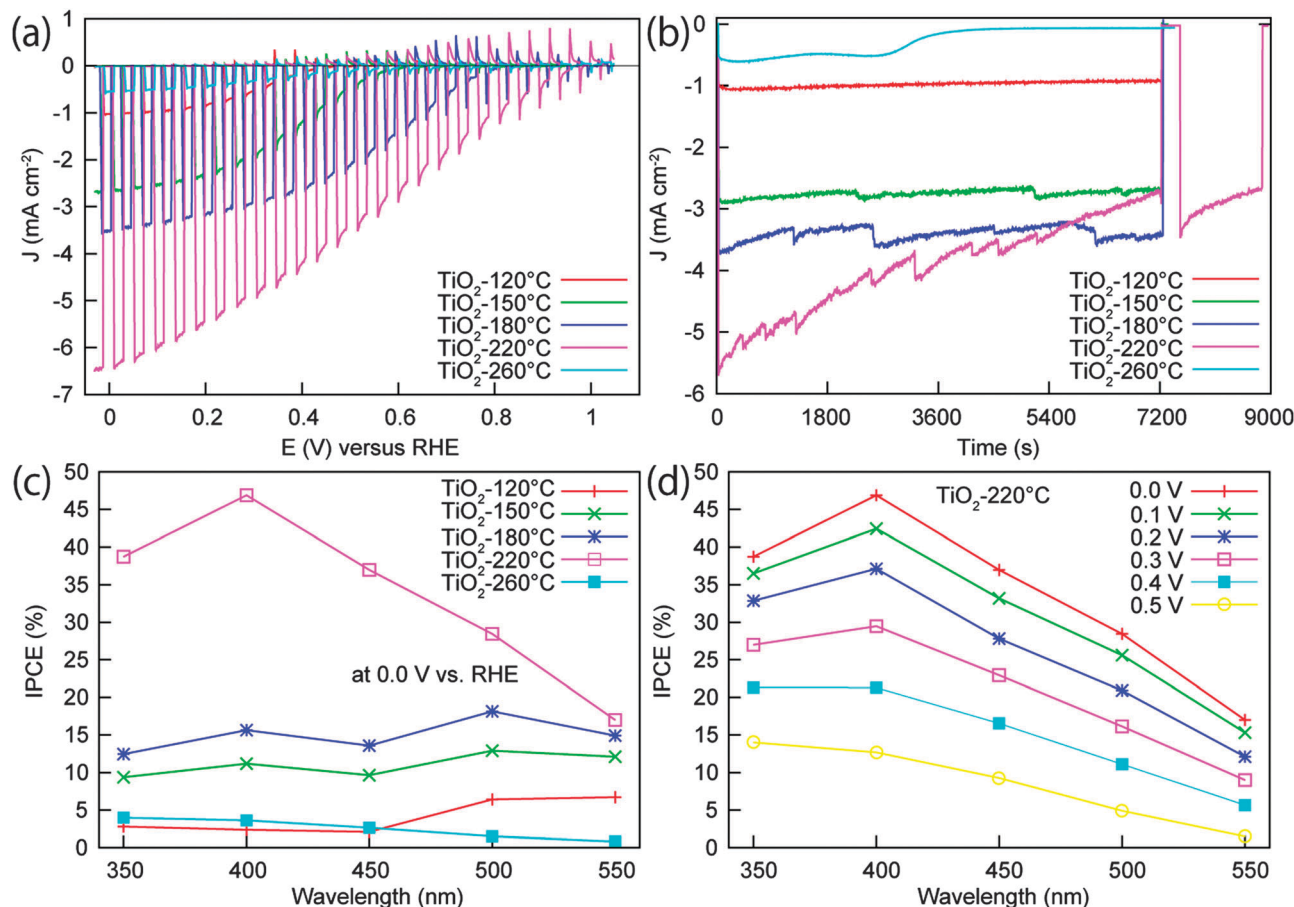 (a)
1
0
-1
-2
-3
-4
-5
-6
-7
J (mA cm⁻²)
TiO₂-120°C
TiO₂-150°C
TiO₂-180°C
TiO₂-220°C
TiO₂-260°C
0 0.2 0.4 0.6 0.8 1
E (V) versus RHE
(b)
0
-1
-2
-3
-4
-5
-6
J (mA cm⁻²)
TiO₂-120°C
TiO₂-150°C
TiO₂-180°C
TiO₂-220°C
TiO₂-260°C
0 1800 3600 5400 7200 9000
Time (s)
(c)
50
45
40
35
30
25
20
15
10
5
0
IPCE (%)
TiO₂-120°C
TiO₂-150°C
TiO₂-180°C
TiO₂-220°C
TiO₂-260°C
at 0.0 V vs. RHE
350 400 450 500 550
Wavelength (nm)
(d)
50
45
40
35
30
25
20
15
10
5
0
IPCE (%)
TiO₂-220°C
0.0 V
0.1 V
0.2 V
0.3 V
0.4 V
0.5 V
350 400 450 500 550
Wavelength (nm)